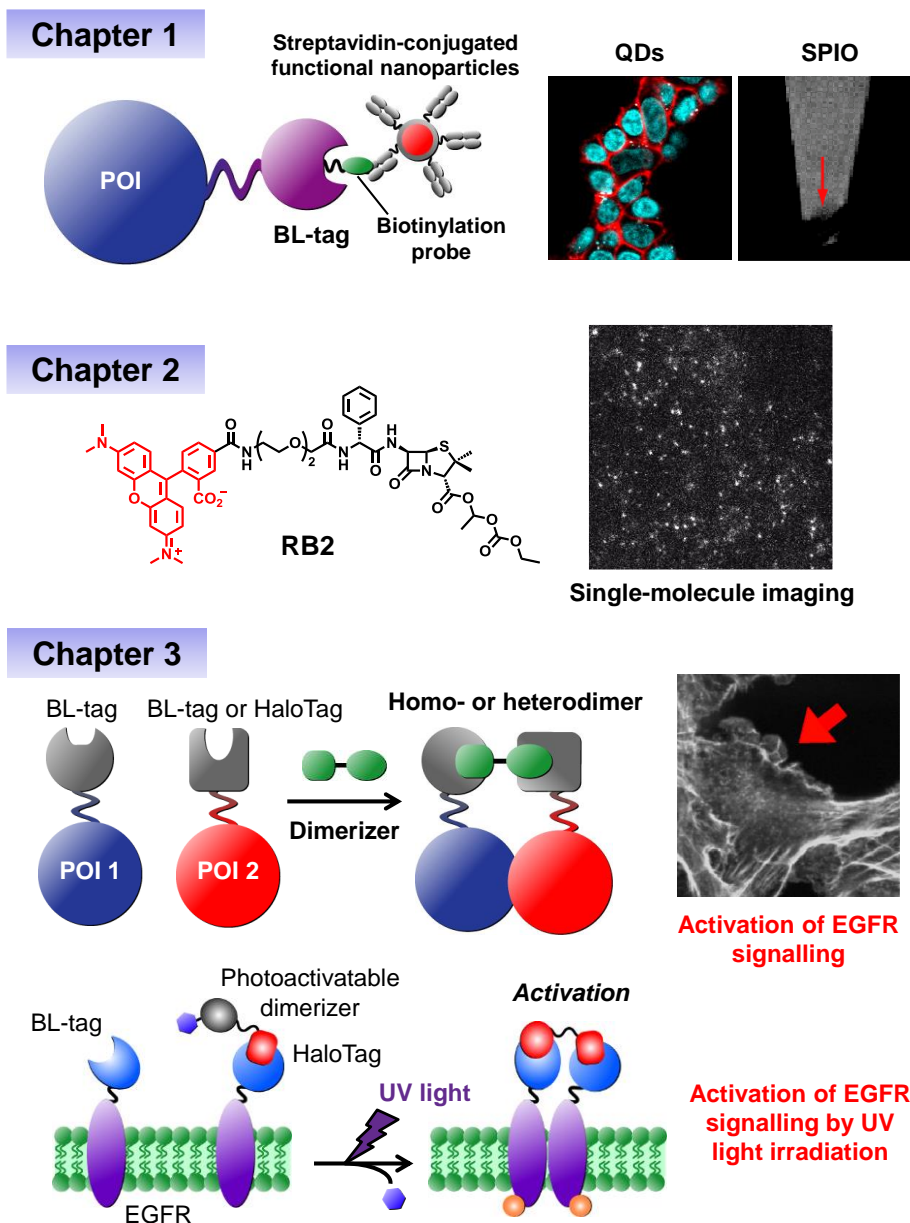 Chapter 1
Streptavidin-conjugated
functional nanoparticles
QDs
SPIO
POI
BL-tag
Biotinylation
probe
Chapter 2
N
O
N
+
CO2−
O
N
H
O
2
O
N
H
O
H
N
O
N
S
O
O
O
O
O
RB2
Single-molecule imaging
Chapter 3
BL-tag
BL-tag or HaloTag
Homo- or heterodimer
Dimerizer
POI 1
POI 2
Activation of EGFR
signalling
Photoactivatable
dimerizer
Activation
BL-tag
HaloTag
UV light
Activation of EGFR
signalling by UV
light irradiation
EGFR